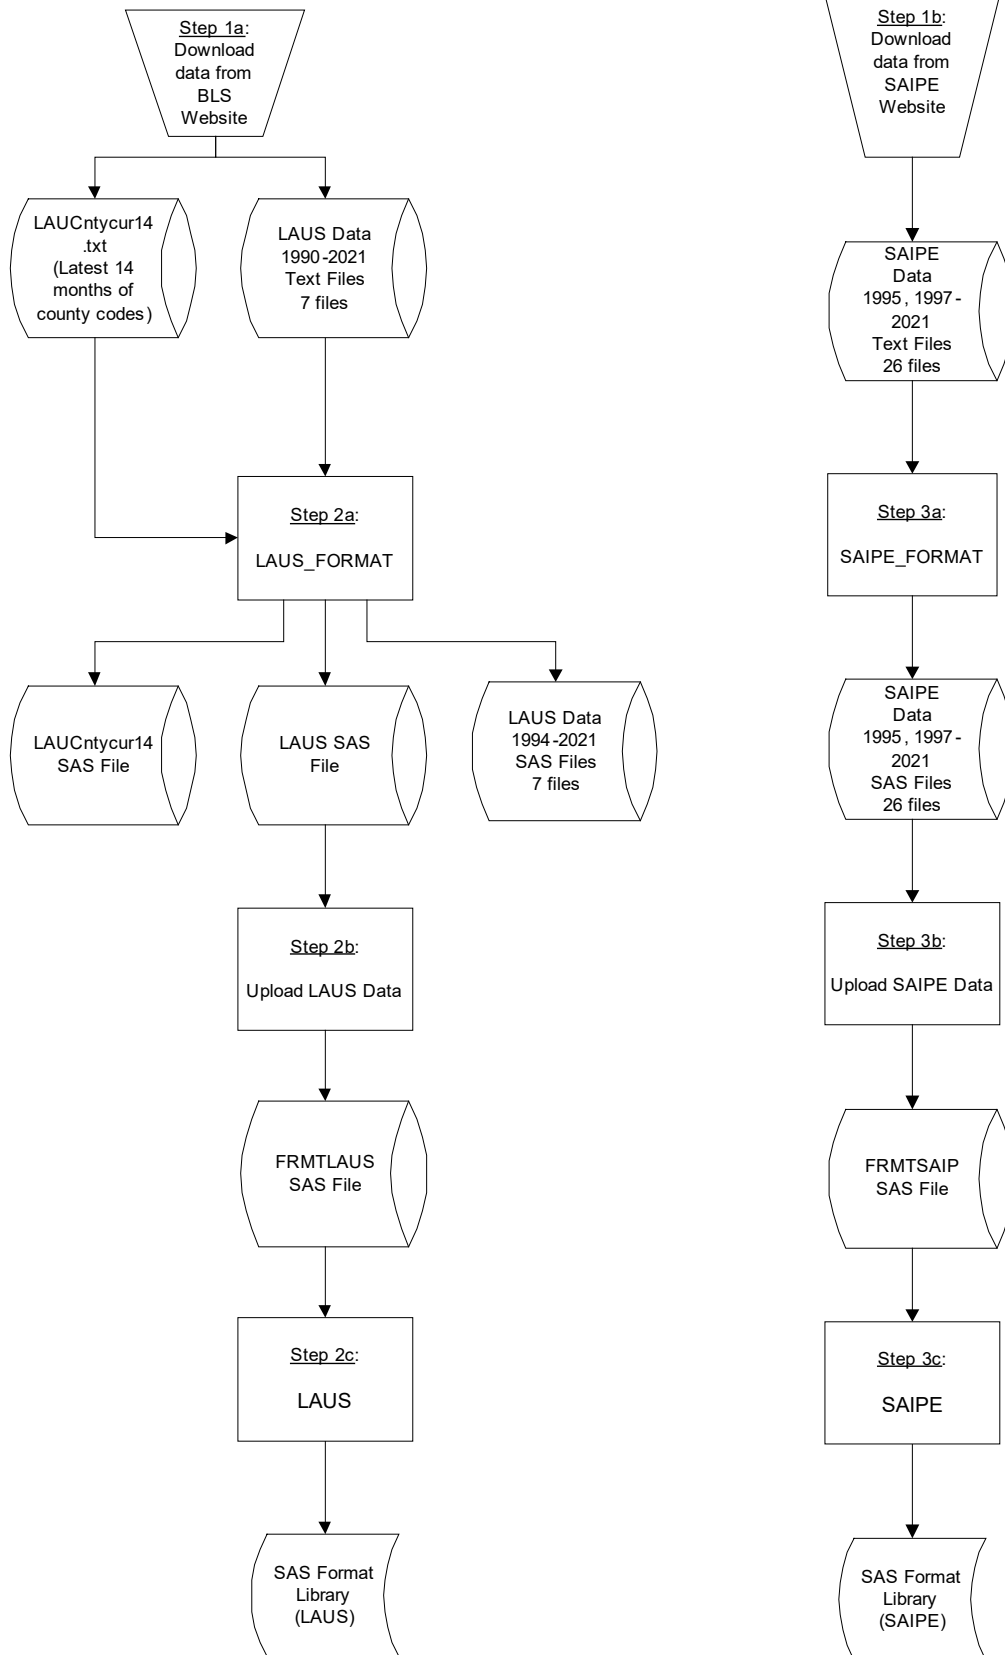 Step 1a:
Download
data from
BLS
Website
Step 1b:
Download
data from
SAIPE
Website
LAUCntycur14
.txt
(Latest 14
months of
county codes)
LAUS Data
1990-2021
Text Files
7 files
SAIPE
Data
1995, 1997-
2021
Text Files
26 files
Step 2a:
LAUS_FORMAT
Step 3a:
SAIPE_FORMAT
LAUCntycur14
SAS File
LAUS SAS
File
LAUS Data
1994-2021
SAS Files
7 files
SAIPE
Data
1995, 1997-
2021
SAS Files
26 files
Step 2b:
Upload LAUS Data
Step 3b:
Upload SAIPE Data
FRMTLAUS
SAS File
FRMTSAIP
SAS File
Step 2c:
LAUS
Step 3c:
SAIPE
SAS Format
Library
(LAUS)
SAS Format
Library
(SAIPE)